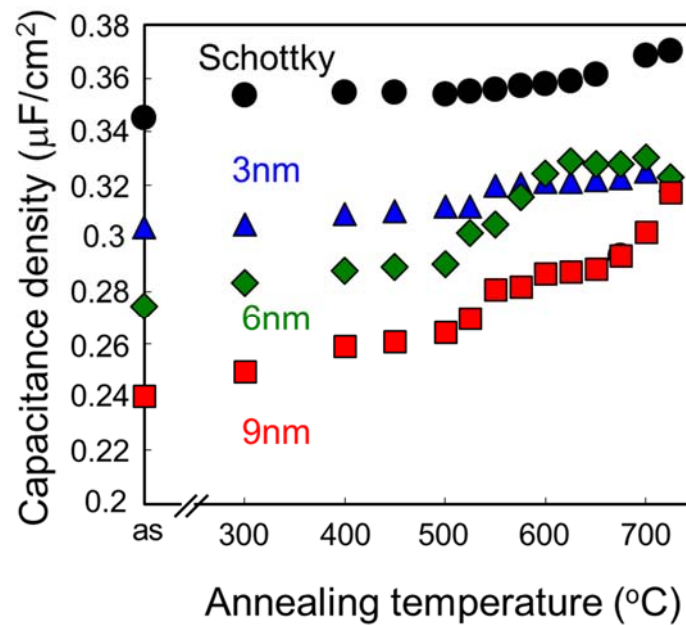 Capacitance density (μF/cm²)
0.38
0.36
0.34
0.32
0.3
0.28
0.26
0.24
0.22
0.2
Schottky
3nm
6nm
9nm
as
300
400
500
600
700
Annealing temperature (°C)